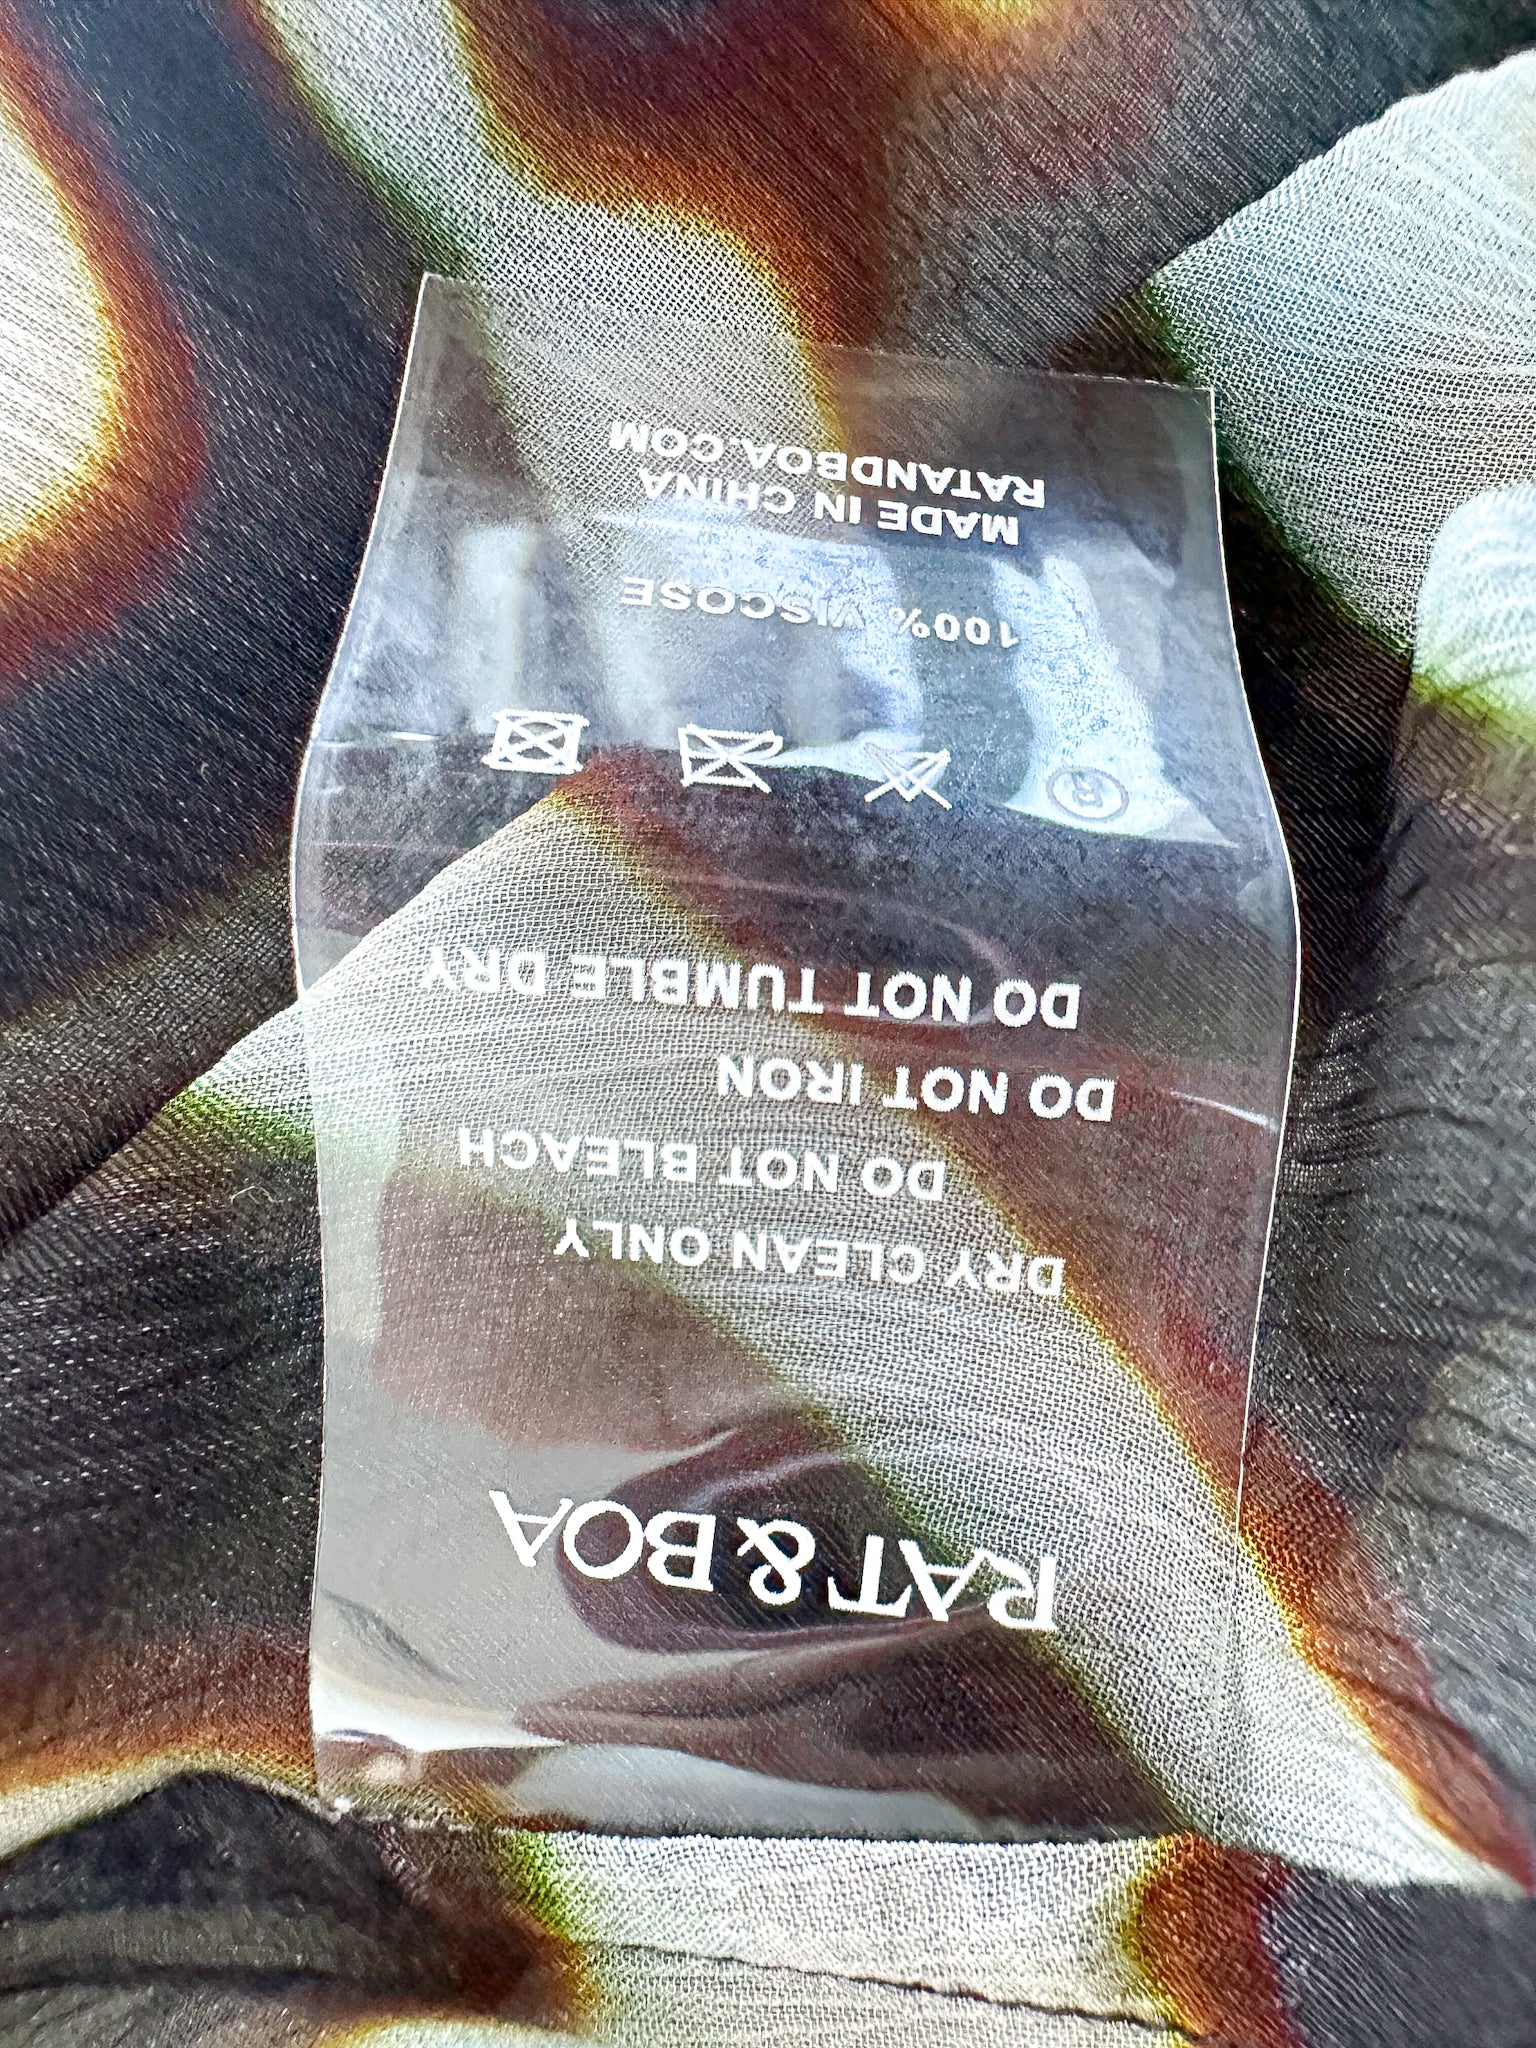 RAT & BOA
DRY CLEAN ONLY
DO NOT BLEACH
DO NOT IRON
DO NOT TUMBLE DRY
100% VISCOSE
MADE IN CHINA
RATANDBOA.COM